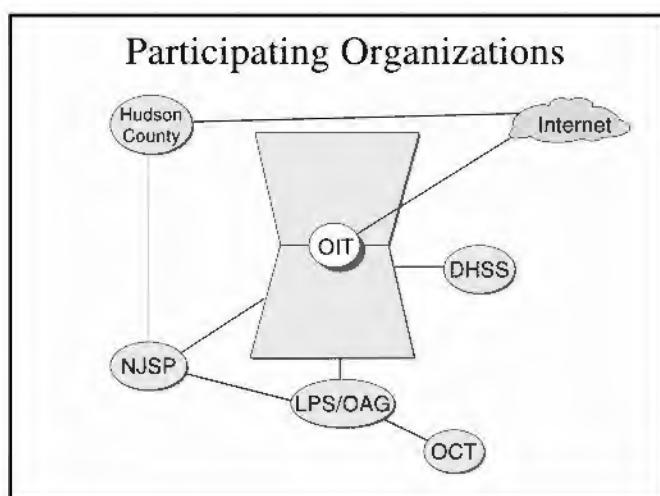 Participating Organizations
Hudson
County
Internet
OIT
DHSS
NJSP
LPS/OAG
OCT